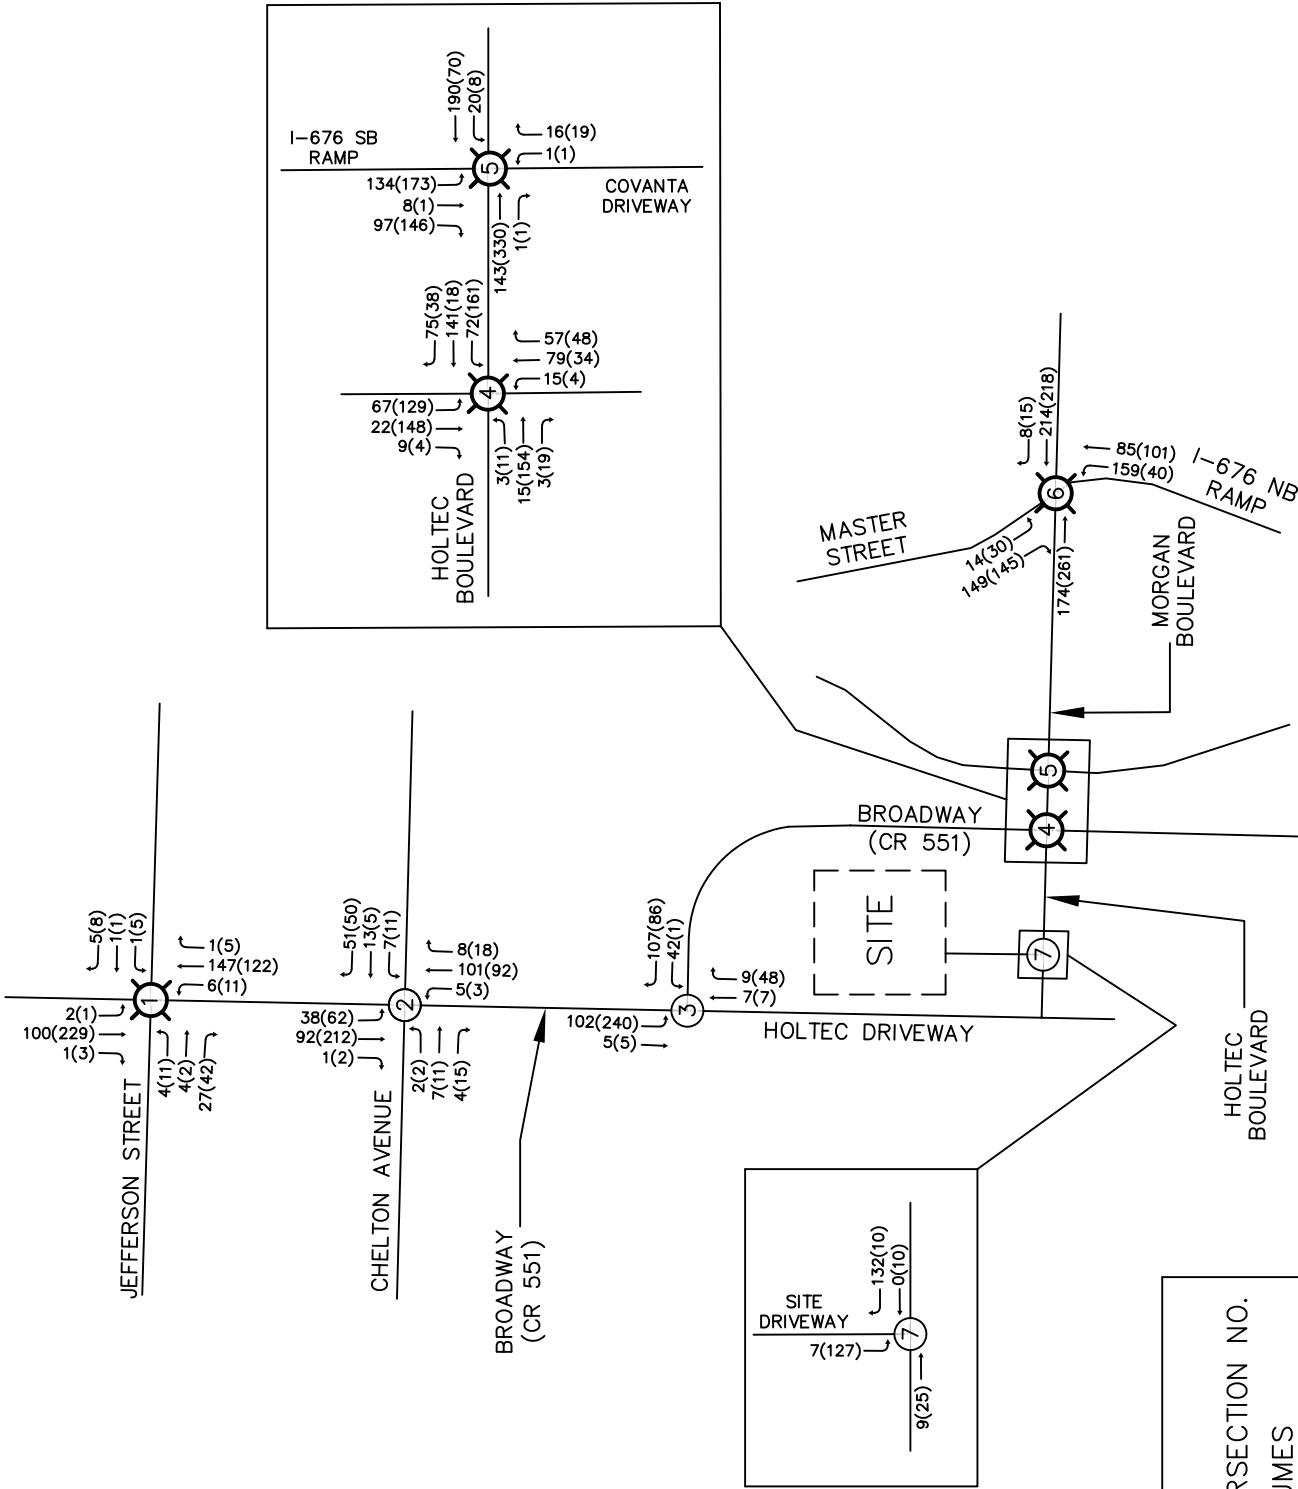 I-676 SB
RAMP
190(70)
20(8)
16(19)
1(1)
134(173)
8(1)
97(146)
5
COVANTA
DRIVEWAY
143(330)
1(1)
75(38)
141(18)
72(161)
57(48)
79(34)
15(4)
67(129)
22(148)
9(4)
4
3(11)
15(154)
3(19)
HOLTEC
BOULEVARD
8(15)
214(218)
85(101)
159(40)
6
I-676 NB
RAMP
MASTER
STREET
14(30)
149(145)
174(261)
MORGAN
BOULEVARD
5
4
BROADWAY
(CR 551)
SITE
7
HOLTEC
BOULEVARD
5(8)
1(1)
1(5)
1(5)
147(122)
6(11)
1
2(1)
100(229)
1(3)
4(11)
4(2)
27(42)
JEFFERSON STREET
51(50)
13(5)
7(11)
8(18)
101(92)
5(3)
2
38(62)
92(212)
1(2)
2(2)
7(11)
4(15)
CHELTON AVENUE
BROADWAY
(CR 551)
107(86)
42(1)
9(48)
7(7)
3
102(240)
5(5)
HOLTEC DRIVEWAY
SITE
DRIVEWAY
132(10)
0(10)
7(127)
7
9(25)
RSECTION NO.
UMES